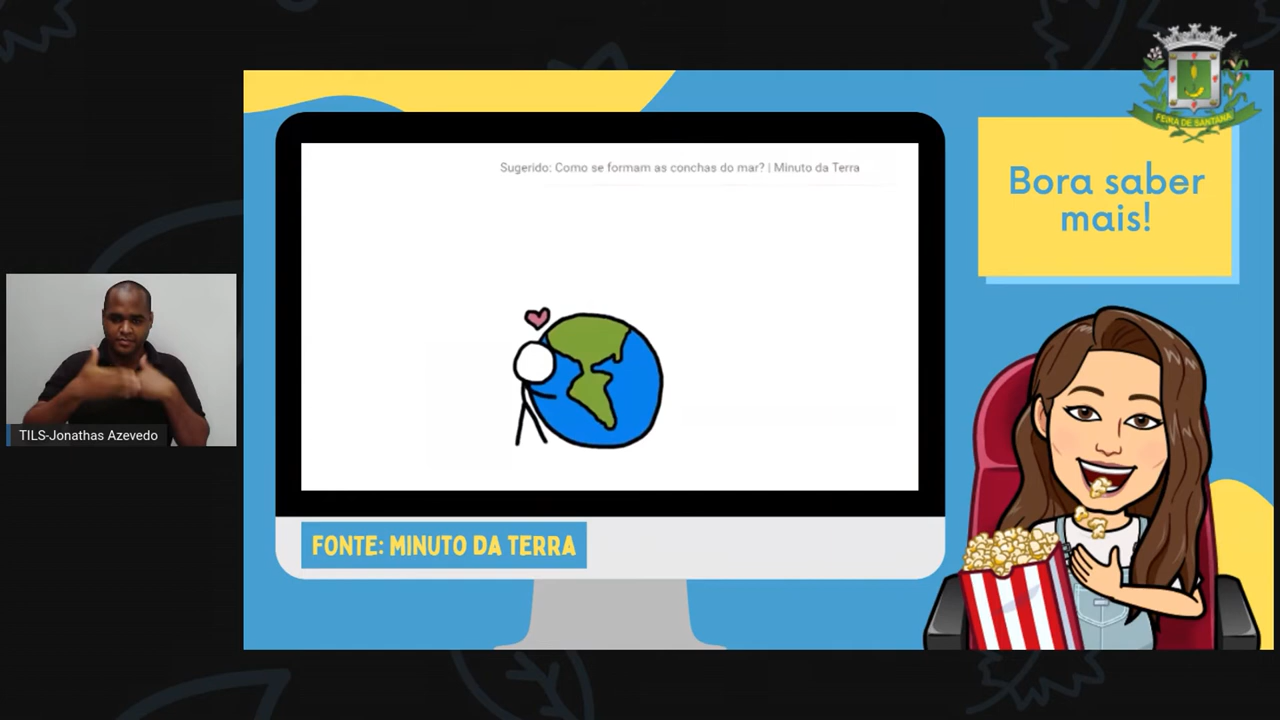 FEIRA DE SANTANA
Sugerido: Como se formam as conchas do mar? | Minuto da Terra
Bora saber
mais!
TILS-Jonathas Azevedo
FONTE: MINUTO DA TERRA